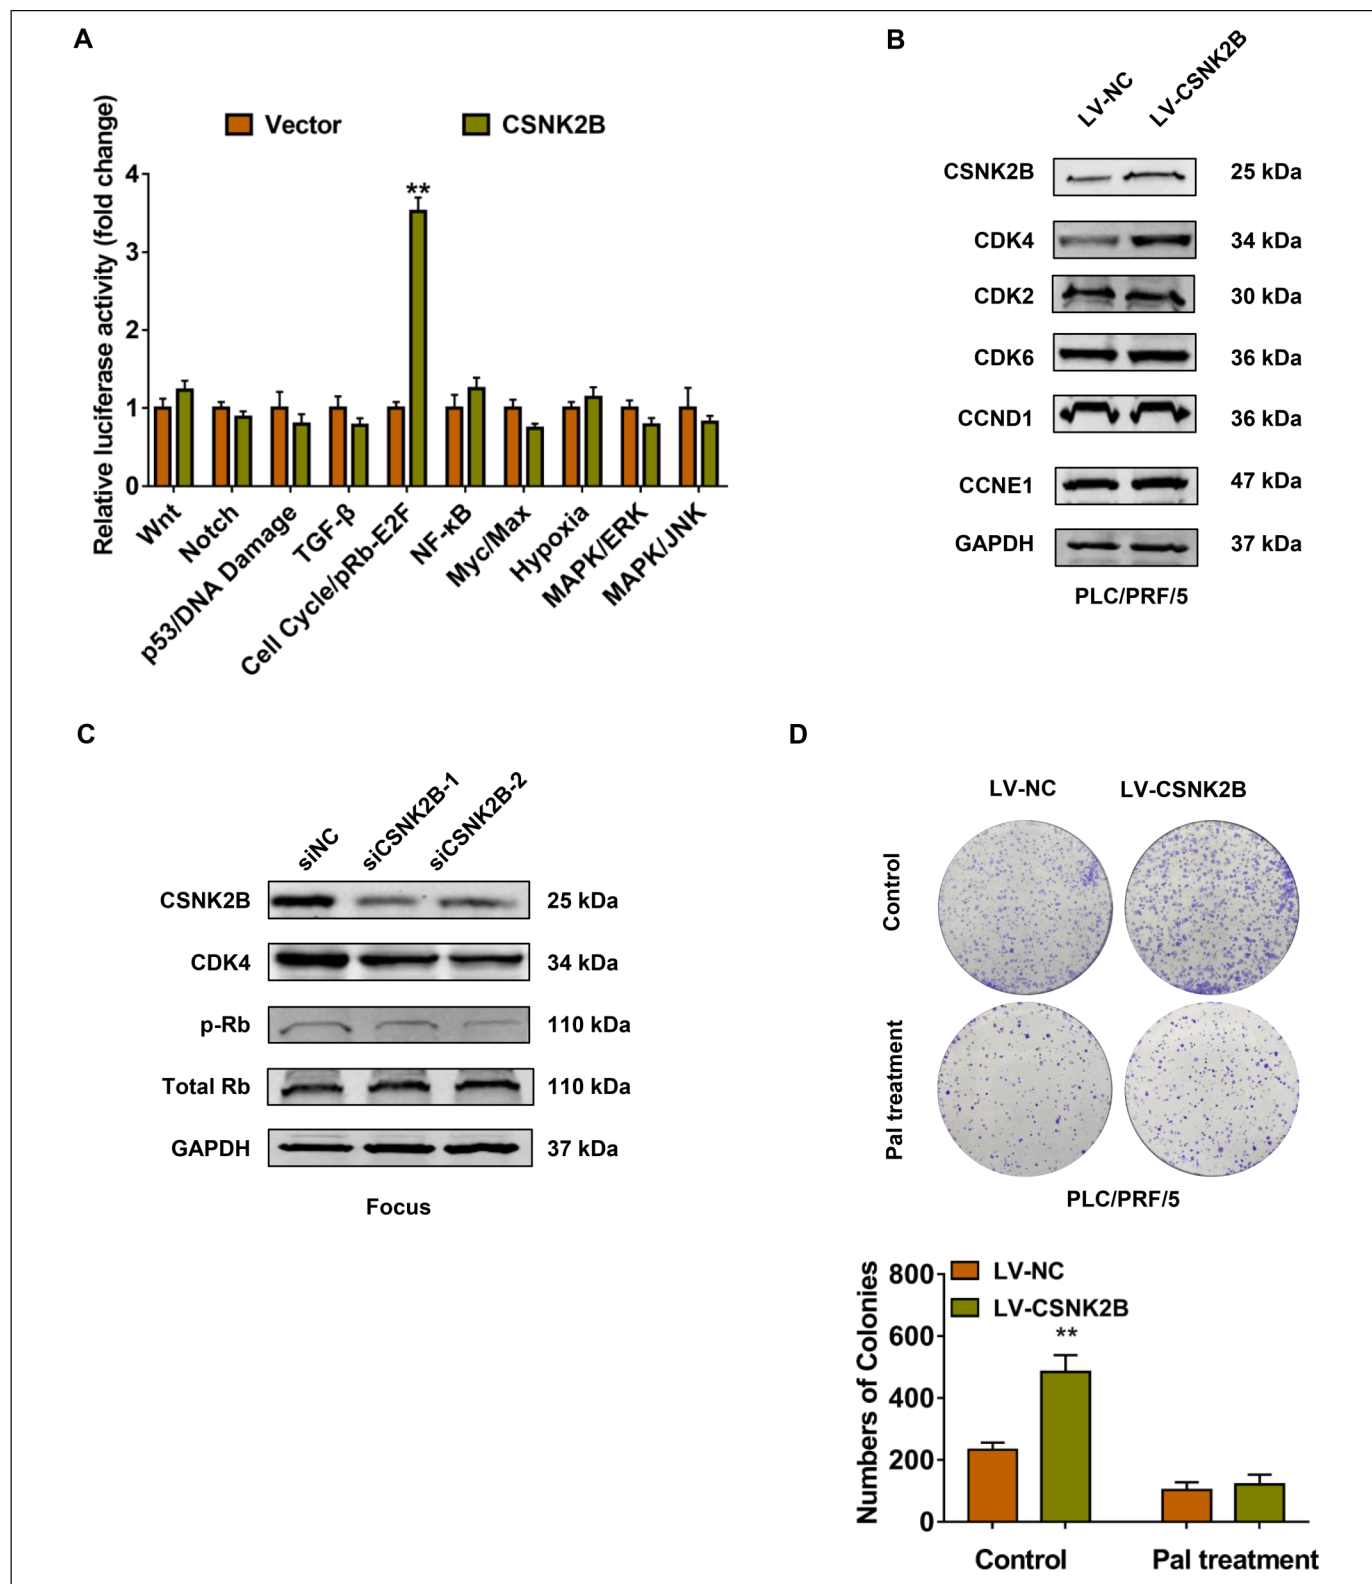 A
Vector
CSNK2B
Relative luciferase activity (fold change)
4
3
2
1
0
**
Wnt
Notch
p53/DNA Damage
TGF-β
Cell Cycle/pRb-E2F
NF-κB
Myc/Max
Hypoxia
MAPK/ERK
MAPK/JNK
B
LV-NC
LV-CSNK2B
CSNK2B 25 kDa
CDK4 34 kDa
CDK2 30 kDa
CDK6 36 kDa
CCND1 36 kDa
CCNE1 47 kDa
GAPDH 37 kDa
PLC/PRF/5
C
siNC
siCSNK2B-1
siCSNK2B-2
CSNK2B 25 kDa
CDK4 34 kDa
p-Rb 110 kDa
Total Rb 110 kDa
GAPDH 37 kDa
Focus
D
LV-NC LV-CSNK2B
Control
Pal treatment
PLC/PRF/5
Numbers of Colonies
800
600
400
200
0
LV-NC
LV-CSNK2B
**
Control Pal treatment